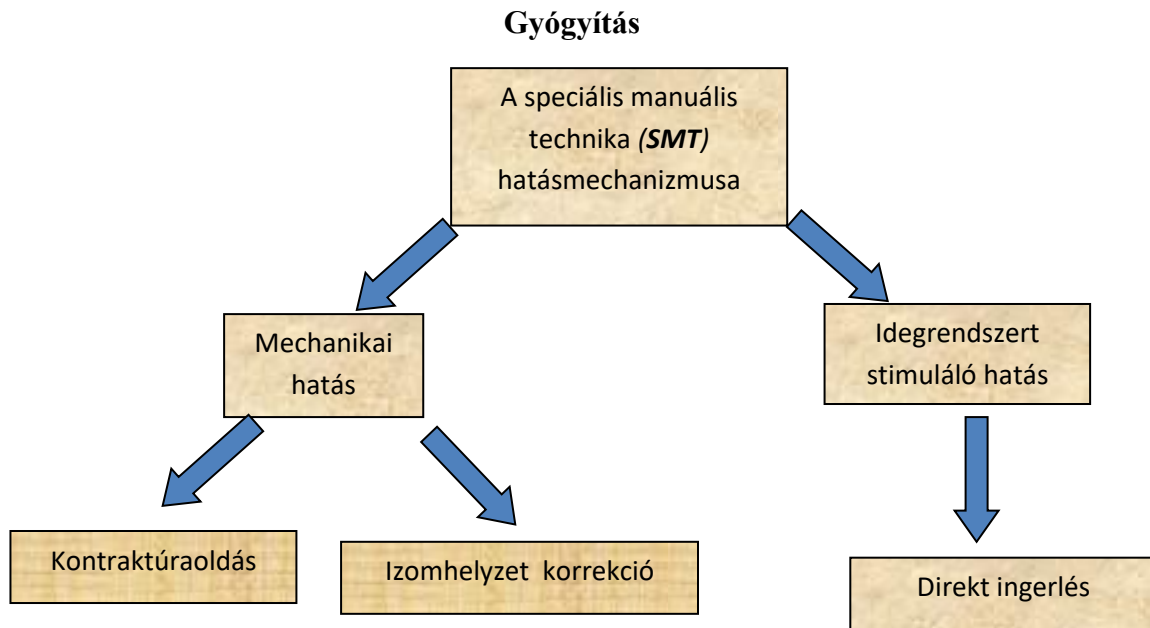 Gyógyítás
A speciális manuális
technika (SMT)
hatásmechanizmusa
Mechanikai
hatás
Idegrendszert
stimuláló hatás
Kontraktúraoldás
Izomhelyzet korrekció
Direkt ingerlés